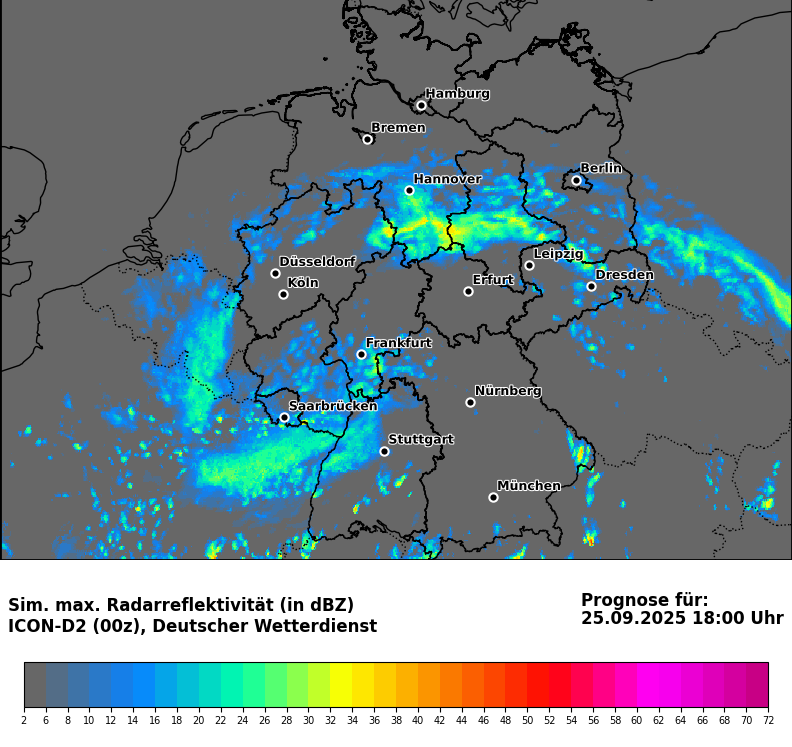 Hamburg
Bremen
Berlin
Hannover
Leipzig
Düsseldorf
Dresden
Köln
Erfurt
Frankfurt
Nürnberg
Saarbrücken
Stuttgart
München
Sim. max. Radarreflektivität (in dBZ)
ICON-D2 (00z), Deutscher Wetterdienst
Prognose für:
25.09.2025 18:00 Uhr
2 6 8 10 12 14 16 18 20 22 24 26 28 30 32 34 36 38 40 42 44 46 48 50 52 54 56 58 60 62 64 66 68 70 72